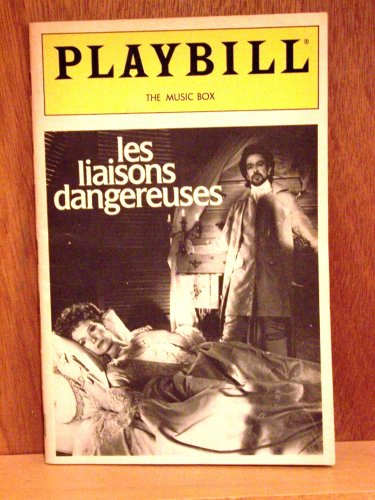 PLAYBILL®
THE MUSIC BOX
les
liaisons
dangereuses